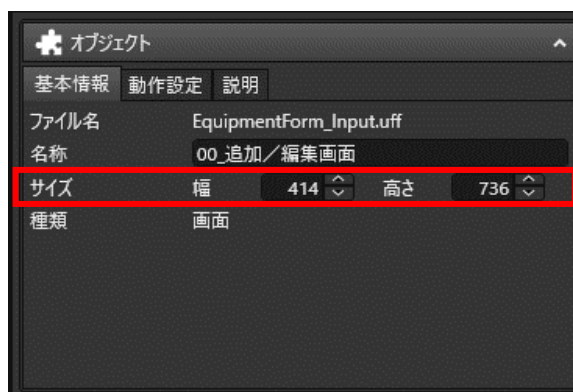 オブジェクト
基本情報 動作設定 説明
ファイル名 EquipmentForm_Input.uff
名称 00_追加／編集画面
サイズ 幅 414 高さ 736
種類 画面